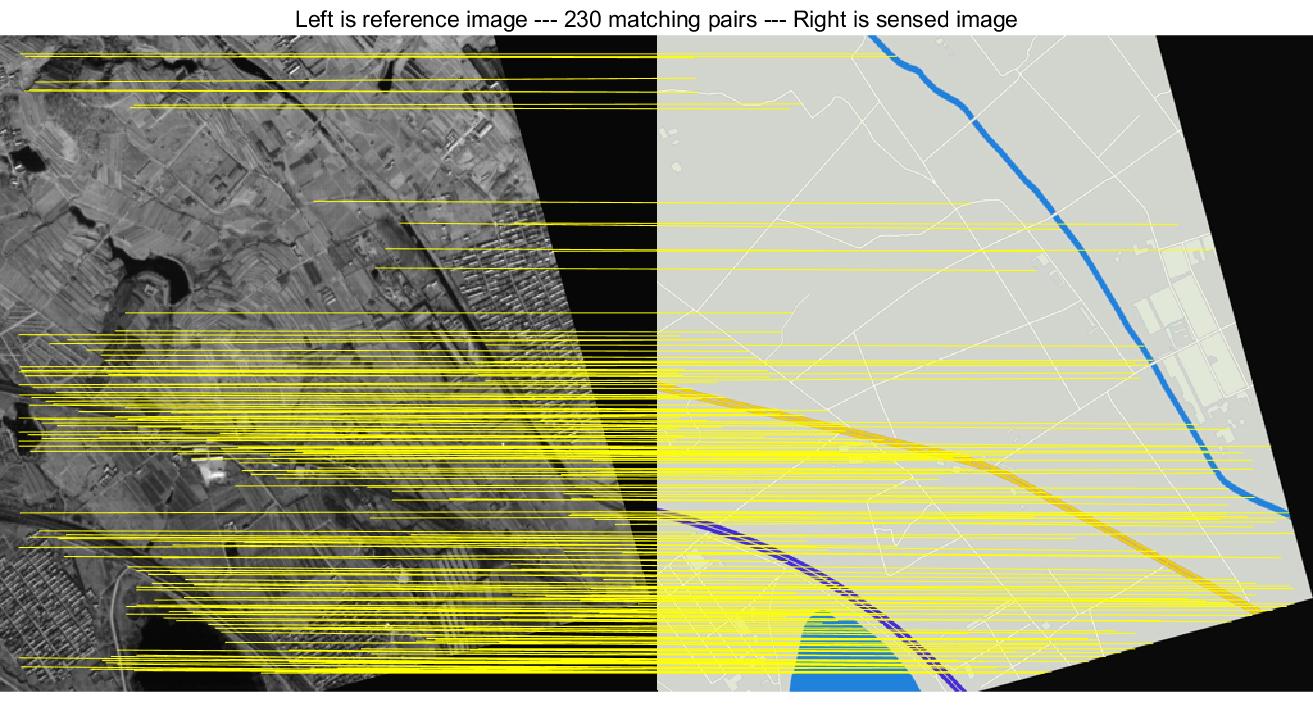 Left is reference image --- 230 matching pairs --- Right is sensed image